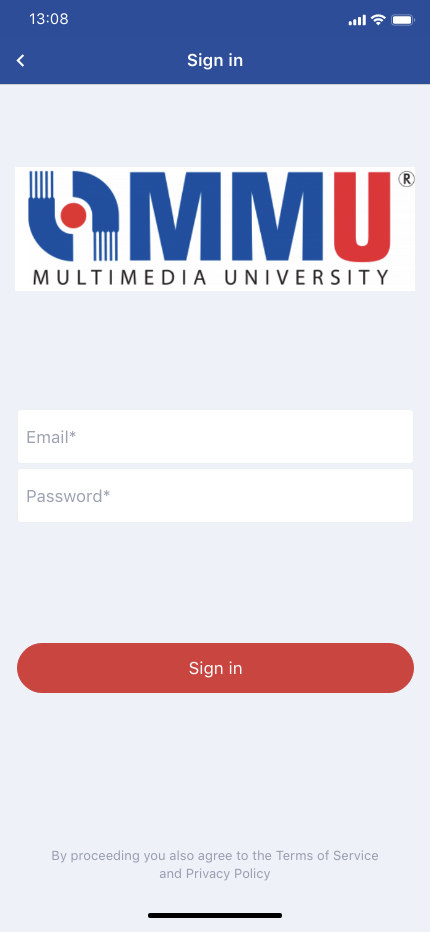 13:08
Sign in
MMU®
MULTIMEDIA UNIVERSITY
Email*
Password*
Sign in
By proceeding you also agree to the Terms of Service
and Privacy Policy